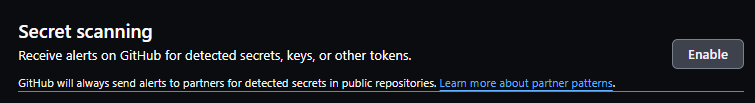 Secret scanning
Receive alerts on GitHub for detected secrets, keys, or other tokens.
Enable
GitHub will always send alerts to partners for detected secrets in public repositories. Learn more about partner patterns.